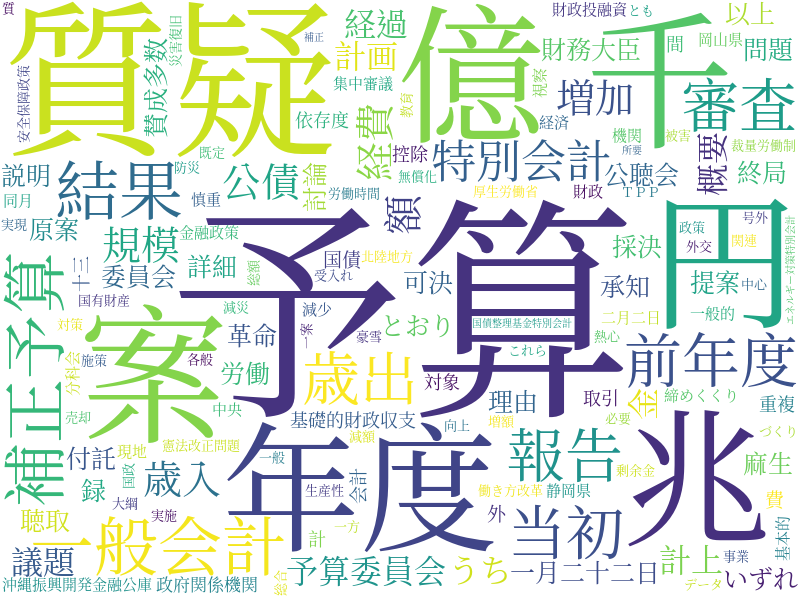 質
質疑
億
千
補正
災害復旧
財政投融資
とも
岡山県
以上
間
問題
財務大臣
経過
計画
賛成多数
安全保障政策
集中審議
依存度
教育
視察
増加
審査
経費
経済
機関
被害
裁量労働制
所要
控除
特別会計
公聴会
概要
終局
既定
防災
慎重
労働時間
無償化
厚生労働省
財政
TPP
説明
結果
公債
討論
額
同月
実現
原案
規模
金融政策
国債
北陸地方
予算
円
政策
号外
外交
関連
採決
委員会
詳細
総額
受入れ
可決
承知
提案
中心
エネルギー対策特別会計
十三
国有財産
減災
減少
国債整理基金特別会計
一般的
補正予算
案
対策
施策
革命
一案
豪雪
とおり
これら
熱心
二月二日
前年度
分科会
各般
労働
歳出
対象
理由
取引
金
締めくくり
売却
中央
基礎的財政収支
重複
年度
減額
向上
増額
必要
づくり
兆
付託
現地
憲法改正問題
報告
麻生
録
歳入
国政
一般
会計
生産性
働き方改革
静岡県
剰余金
費
聴取
大綱
実施
一方
計
外
当初
基本的
議題
一般会計
予算委員会
うち
一月二十二日
計上
事業
いずれ
沖縄振興開発金融公庫
政府関係機関
総合
データ